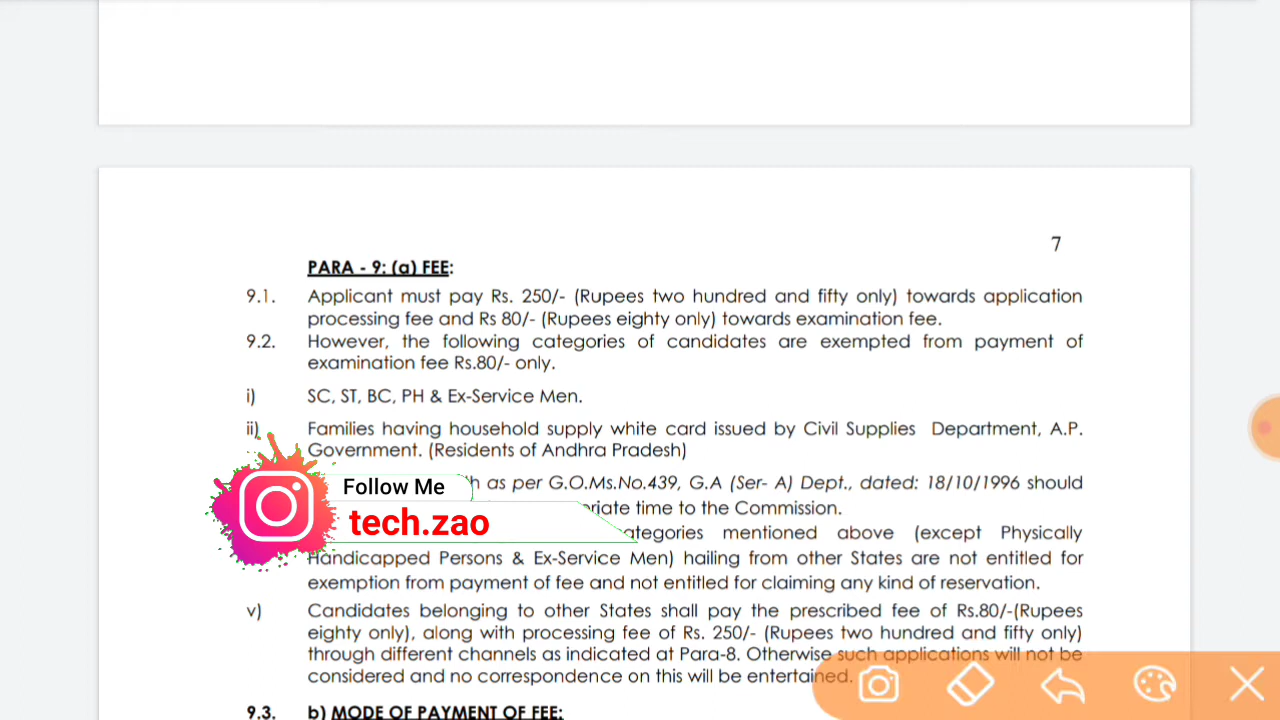 7
PARA - 9: (a) FEE:
9.1. Applicant must pay Rs. 250/- (Rupees two hundred and fifty only) towards application
processing fee and Rs 80/- (Rupees eighty only) towards examination fee.
9.2. However, the following categories of candidates are exempted from payment of
examination fee Rs.80/- only.
i) SC, ST, BC, PH & Ex-Service Men.
ii) Families having household supply white card issued by Civil Supplies Department, A.P.
Government. (Residents of Andhra Pradesh)
as per G.O.Ms.No.439, G.A (Ser- A) Dept., dated: 18/10/1996 should
Follow Me
time to the Commission.
tech.zao
mentioned above (except Physically
Handicapped Persons & Ex-Service Men) hailing from other States are not entitled for
exemption from payment of fee and not entitled for claiming any kind of reservation.
v) Candidates belonging to other States shall pay the prescribed fee of Rs.80/-(Rupees
eighty only), along with processing fee of Rs. 250/- (Rupees two hundred and fifty only)
through different channels as indicated at Para-8. Otherwise such applications will not be
considered and no correspondence on this will be entertained.
9.3. b) MODE OF PAYMENT OF FEE: